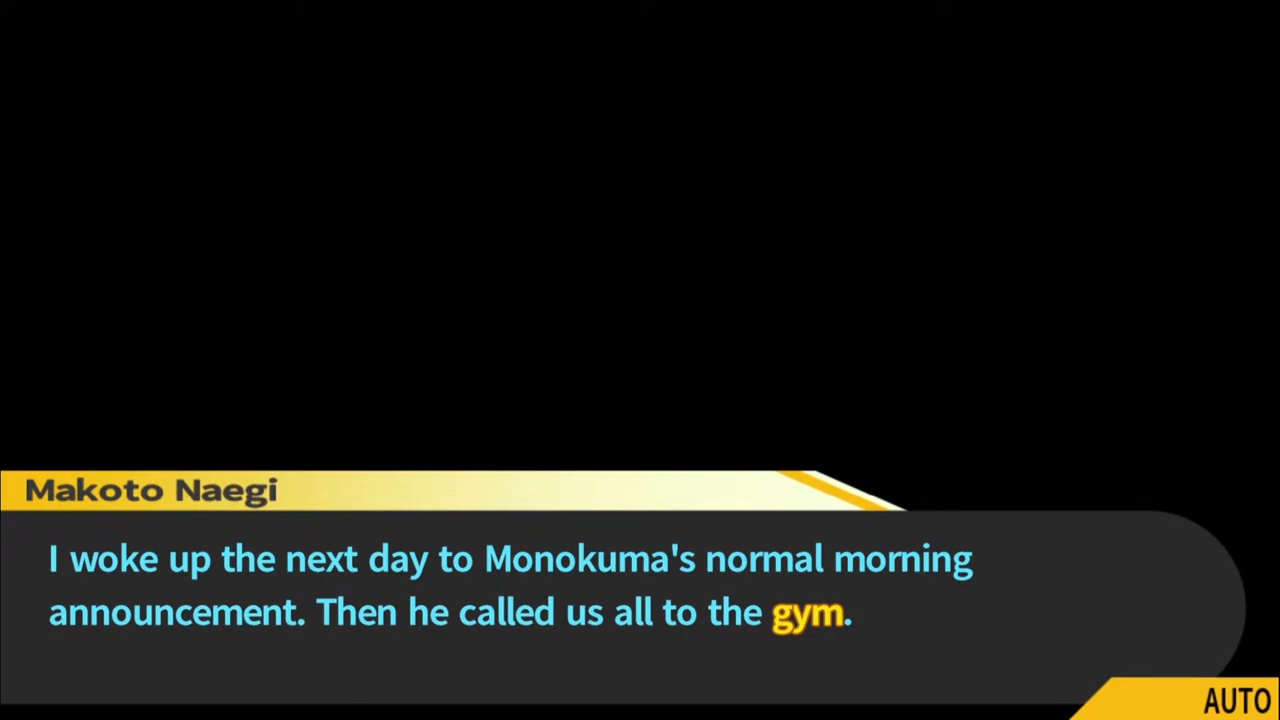 Makoto Naegi
I woke up the next day to Monokuma's normal morning
announcement. Then he called us all to the gym.
AUTO